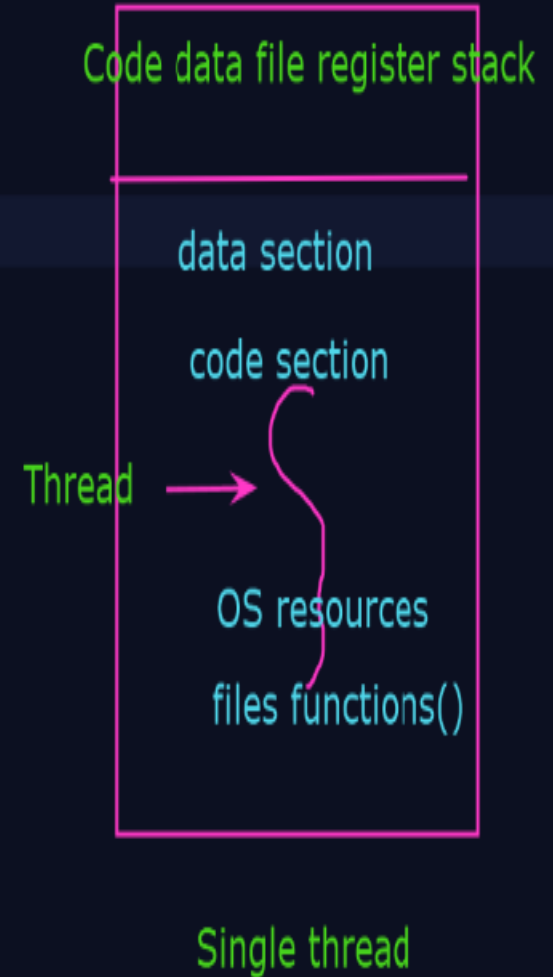 Code data file register stack
data section
code section
Thread
OS resources
files functions()
Single thread